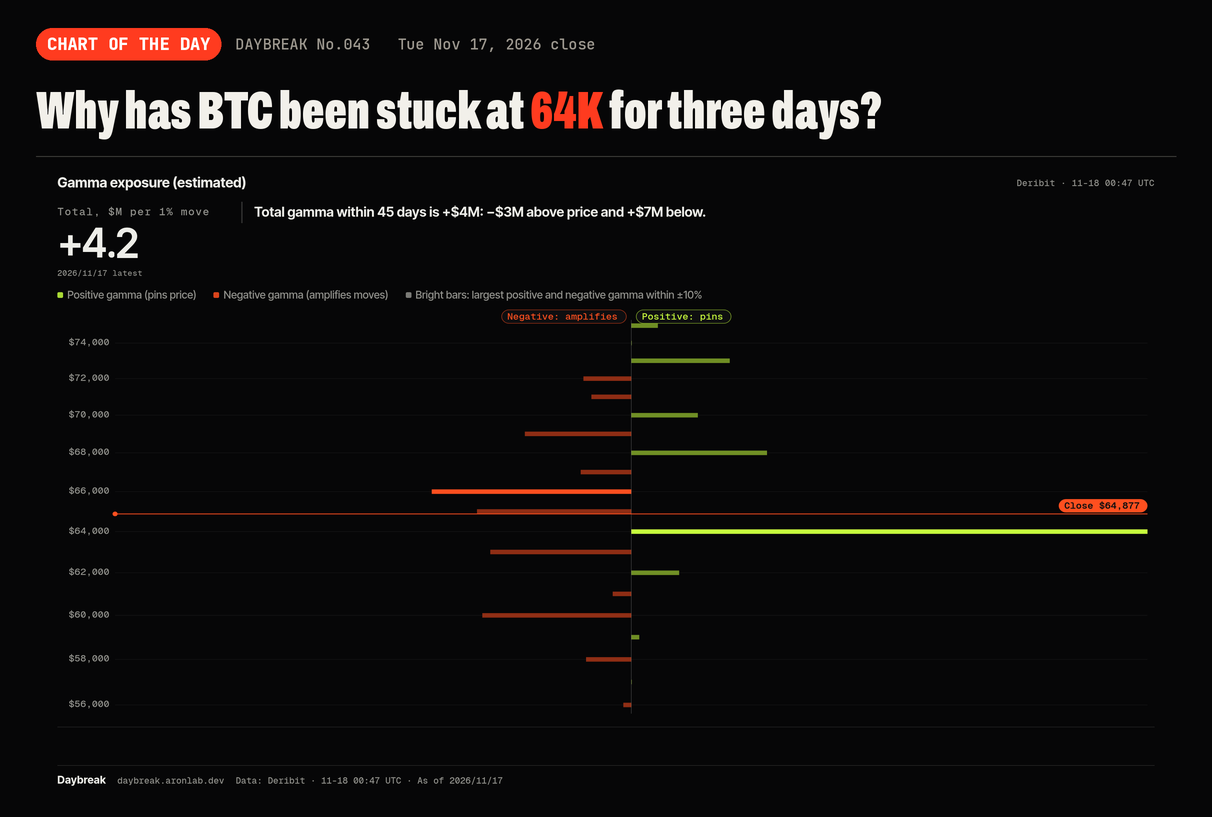 CHART OF THE DAY DAYBREAK No.043 Tue Nov 17, 2026 close
Why has BTC been stuck at 64K for three days?
Gamma exposure (estimated) Deribit · 11-18 00:47 UTC
Total, $M per 1% move Total gamma within 45 days is +$4M: −$3M above price and +$7M below.
+4.2
2026/11/17 latest
Positive gamma (pins price) Negative gamma (amplifies moves) Bright bars: largest positive and negative gamma within ±10%
Negative: amplifies Positive: pins
$74,000
$72,000
$70,000
$68,000
$66,000
Close $64,877
$64,000
$62,000
$60,000
$58,000
$56,000
Daybreak daybreak.aronlab.dev Data: Deribit · 11-18 00:47 UTC · As of 2026/11/17